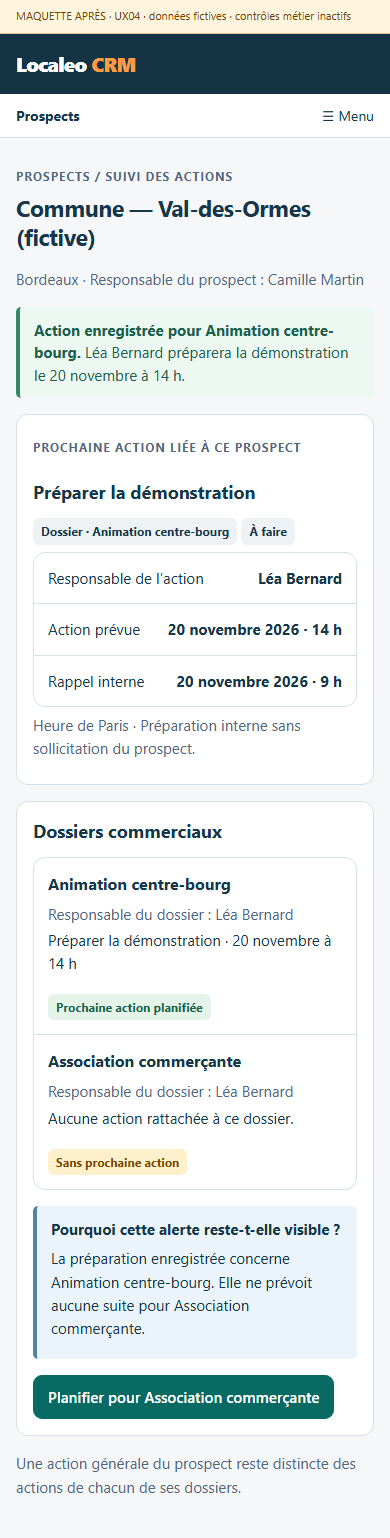 MAQUETTE APRÈS · UX04 · données fictives · contrôles métier inactifs
Localeo CRM
Prospects
☰ Menu
PROSPECTS / SUIVI DES ACTIONS
Commune — Val-des-Ormes
(fictive)
Bordeaux · Responsable du prospect : Camille Martin
Action enregistrée pour Animation centre-
bourg. Léa Bernard préparera la démonstration
le 20 novembre à 14 h.
PROCHAINE ACTION LIÉE À CE PROSPECT
Préparer la démonstration
Dossier · Animation centre-bourg
À faire
Responsable de l’action
Léa Bernard
Action prévue
20 novembre 2026 · 14 h
Rappel interne
20 novembre 2026 · 9 h
Heure de Paris · Préparation interne sans
sollicitation du prospect.
Dossiers commerciaux
Animation centre-bourg
Responsable du dossier : Léa Bernard
Préparer la démonstration · 20 novembre à
14 h
Prochaine action planifiée
Association commerçante
Responsable du dossier : Léa Bernard
Aucune action rattachée à ce dossier.
Sans prochaine action
Pourquoi cette alerte reste-t-elle visible ?
La préparation enregistrée concerne
Animation centre-bourg. Elle ne prévoit
aucune suite pour Association
commerçante.
Planifier pour Association commerçante
Une action générale du prospect reste distincte des
actions de chacun de ses dossiers.